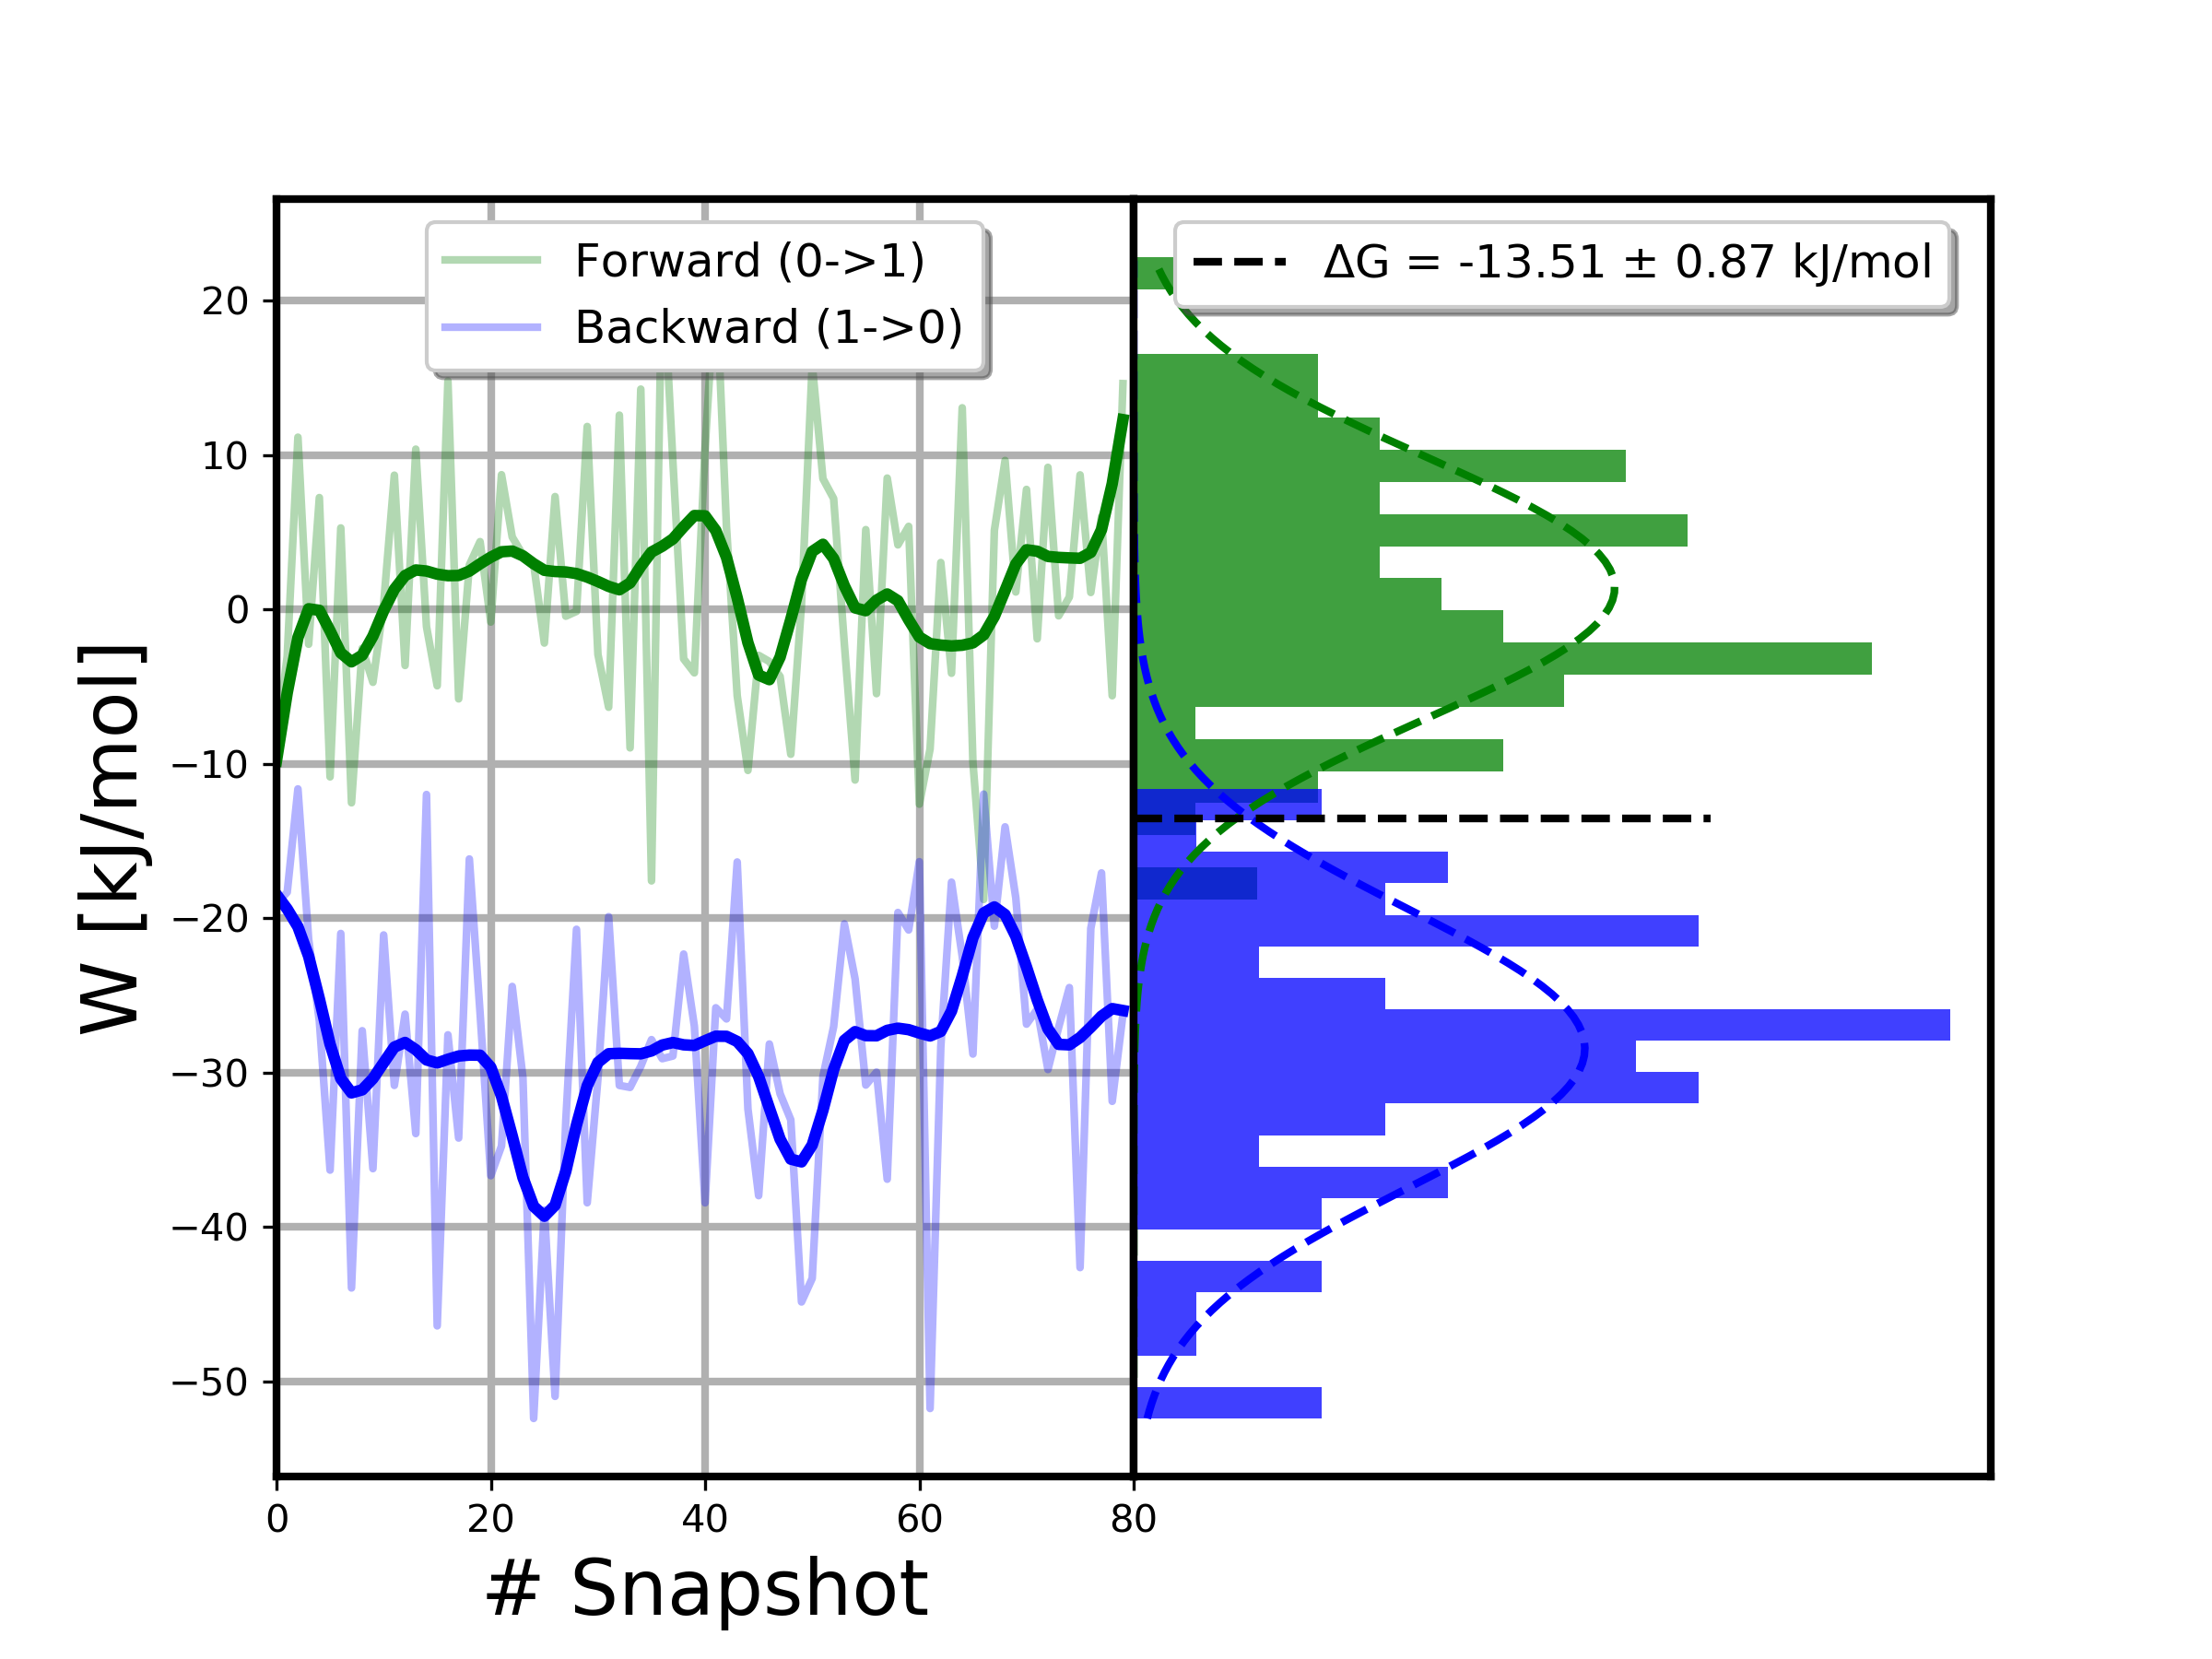 Forward (0->1)
Backward (1->0)
ΔG = -13.51 ± 0.87 kJ/mol
20
10
0
−10
−20
−30
−40
−50
W [kJ/mol]
0
20
40
60
80
# Snapshot